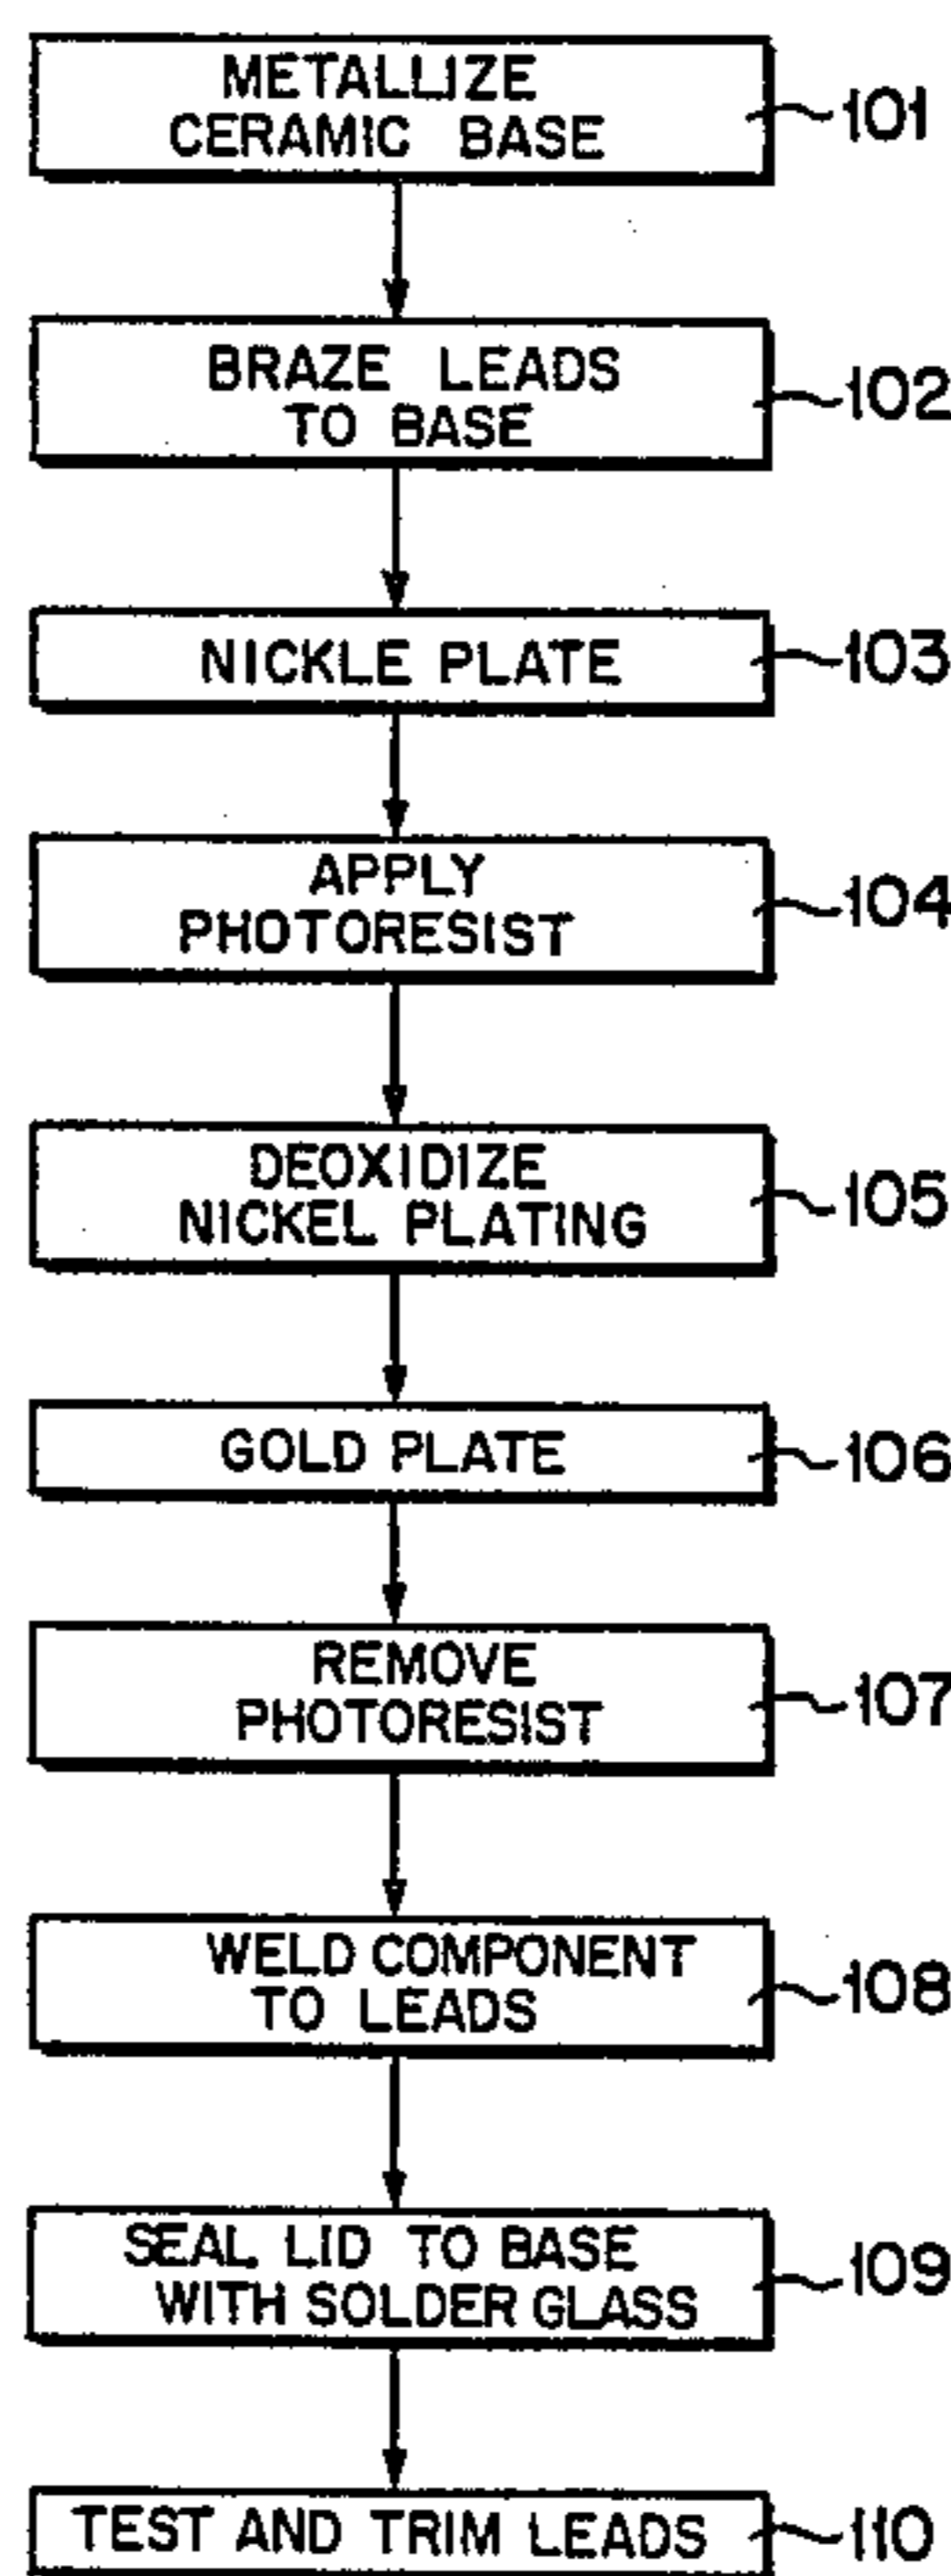 METALLIZE
CERAMIC BASE
101
BRAZE LEADS
TO BASE
102
NICKLE PLATE
103
APPLY
PHOTORESIST
104
DEOXIDIZE
NICKEL PLATING
105
GOLD PLATE
106
REMOVE
PHOTORESIST
107
WELD COMPONENT
TO LEADS
108
SEAL LID TO BASE
WITH SOLDER GLASS
109
TEST AND TRIM LEADS
110